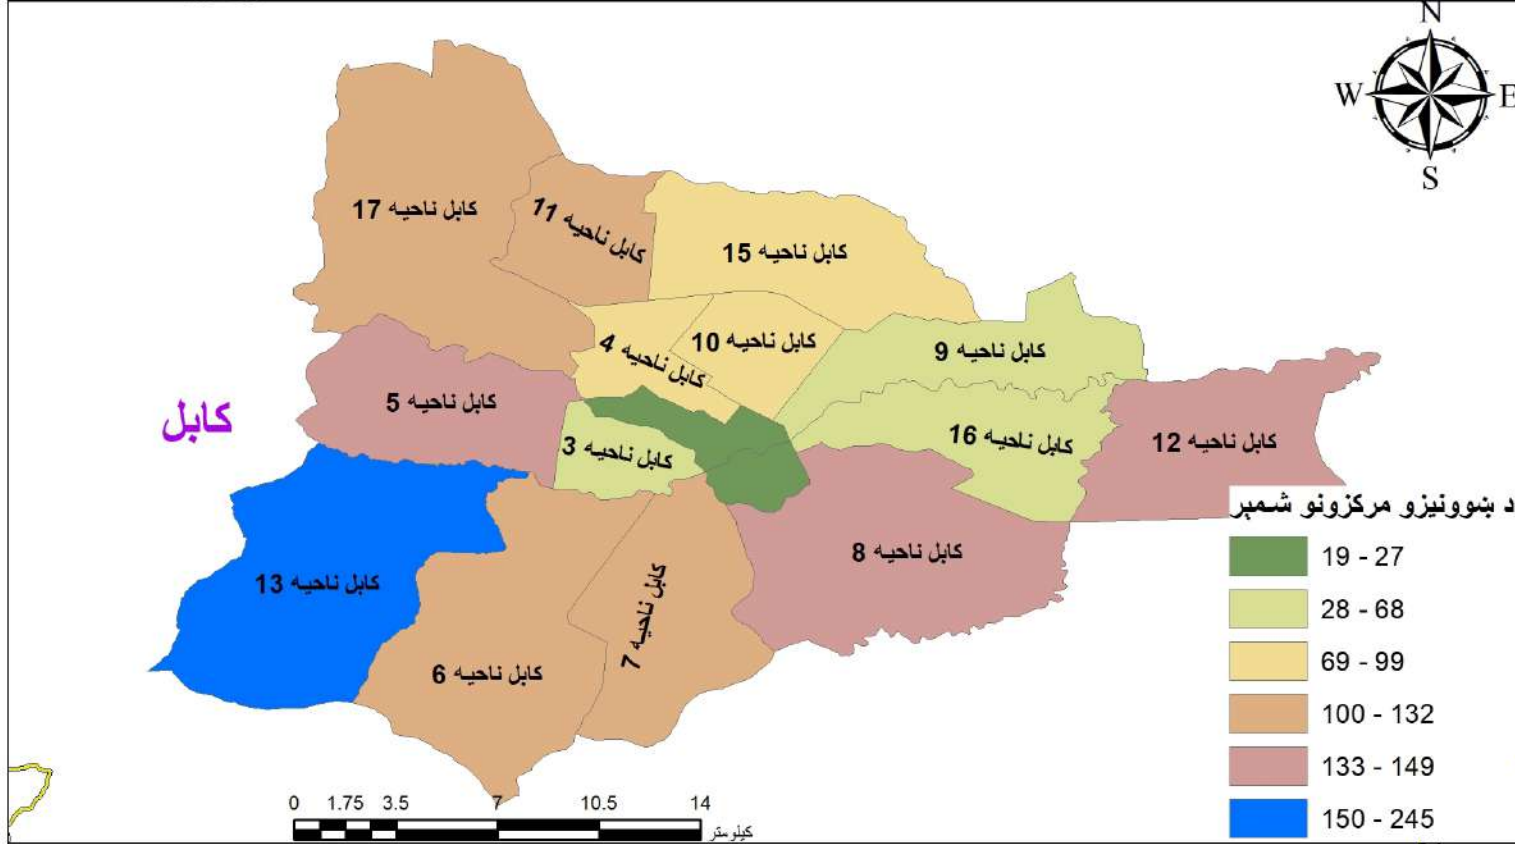 N
W
E
S
کابل ناحیه 17
کابل ناحیه 11
کابل ناحیه 15
کابل ناحیه 10
کابل ناحیه 4
کابل ناحیه 9
کابل ناحیه 5
کابل
کابل ناحیه 3
کابل ناحیه 16
کابل ناحیه 12
کابل ناحیه 8
کابل ناحیه 13
کابل ناحیه 7
کابل ناحیه 6
د ښوونیزو مرکزونو شمېر
19 - 27
28 - 68
69 - 99
100 - 132
133 - 149
150 - 245
0 1.75 3.5 7 10.5 14
کیلومتر